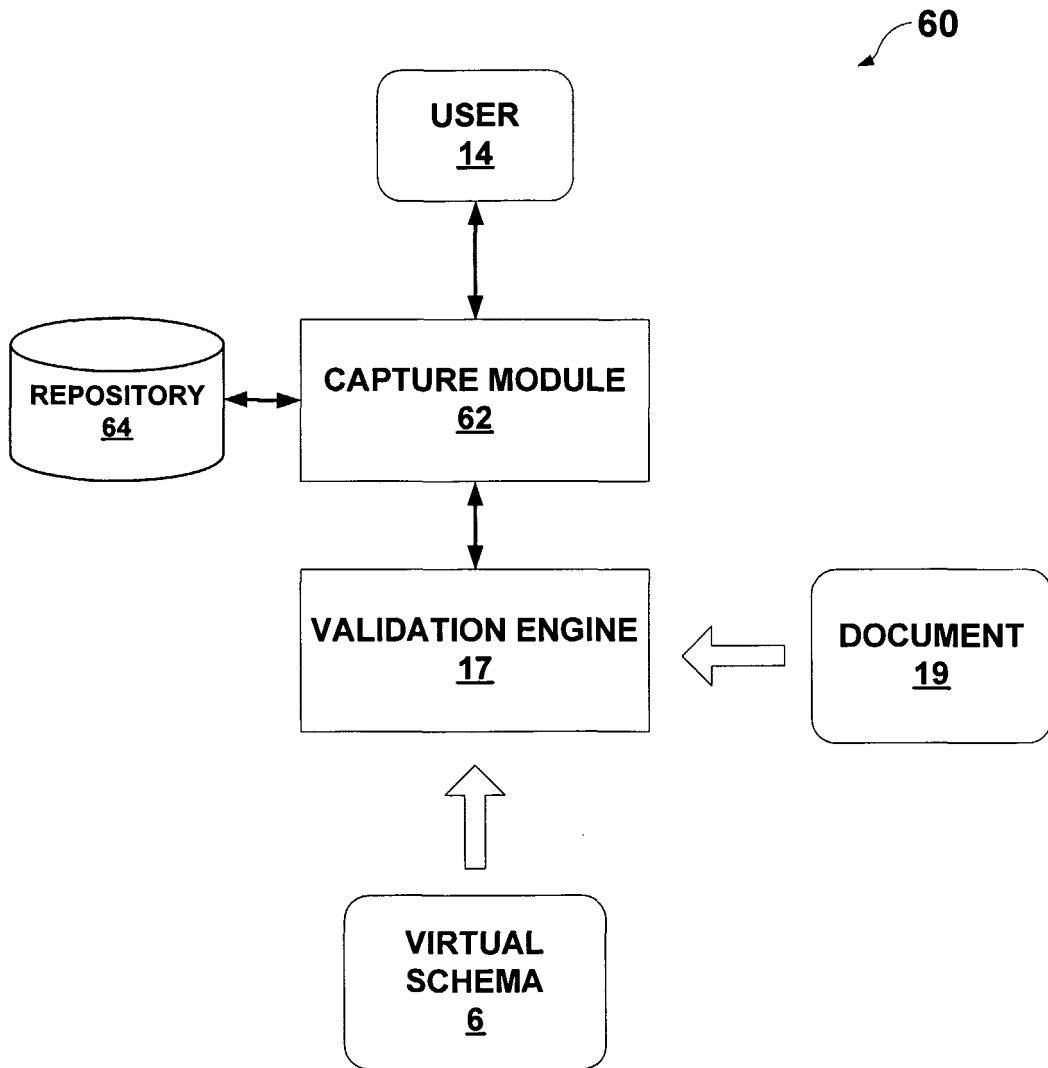 60
USER
14
CAPTURE MODULE
62
REPOSITORY
64
VALIDATION ENGINE
17
DOCUMENT
19
VIRTUAL
SCHEMA
6